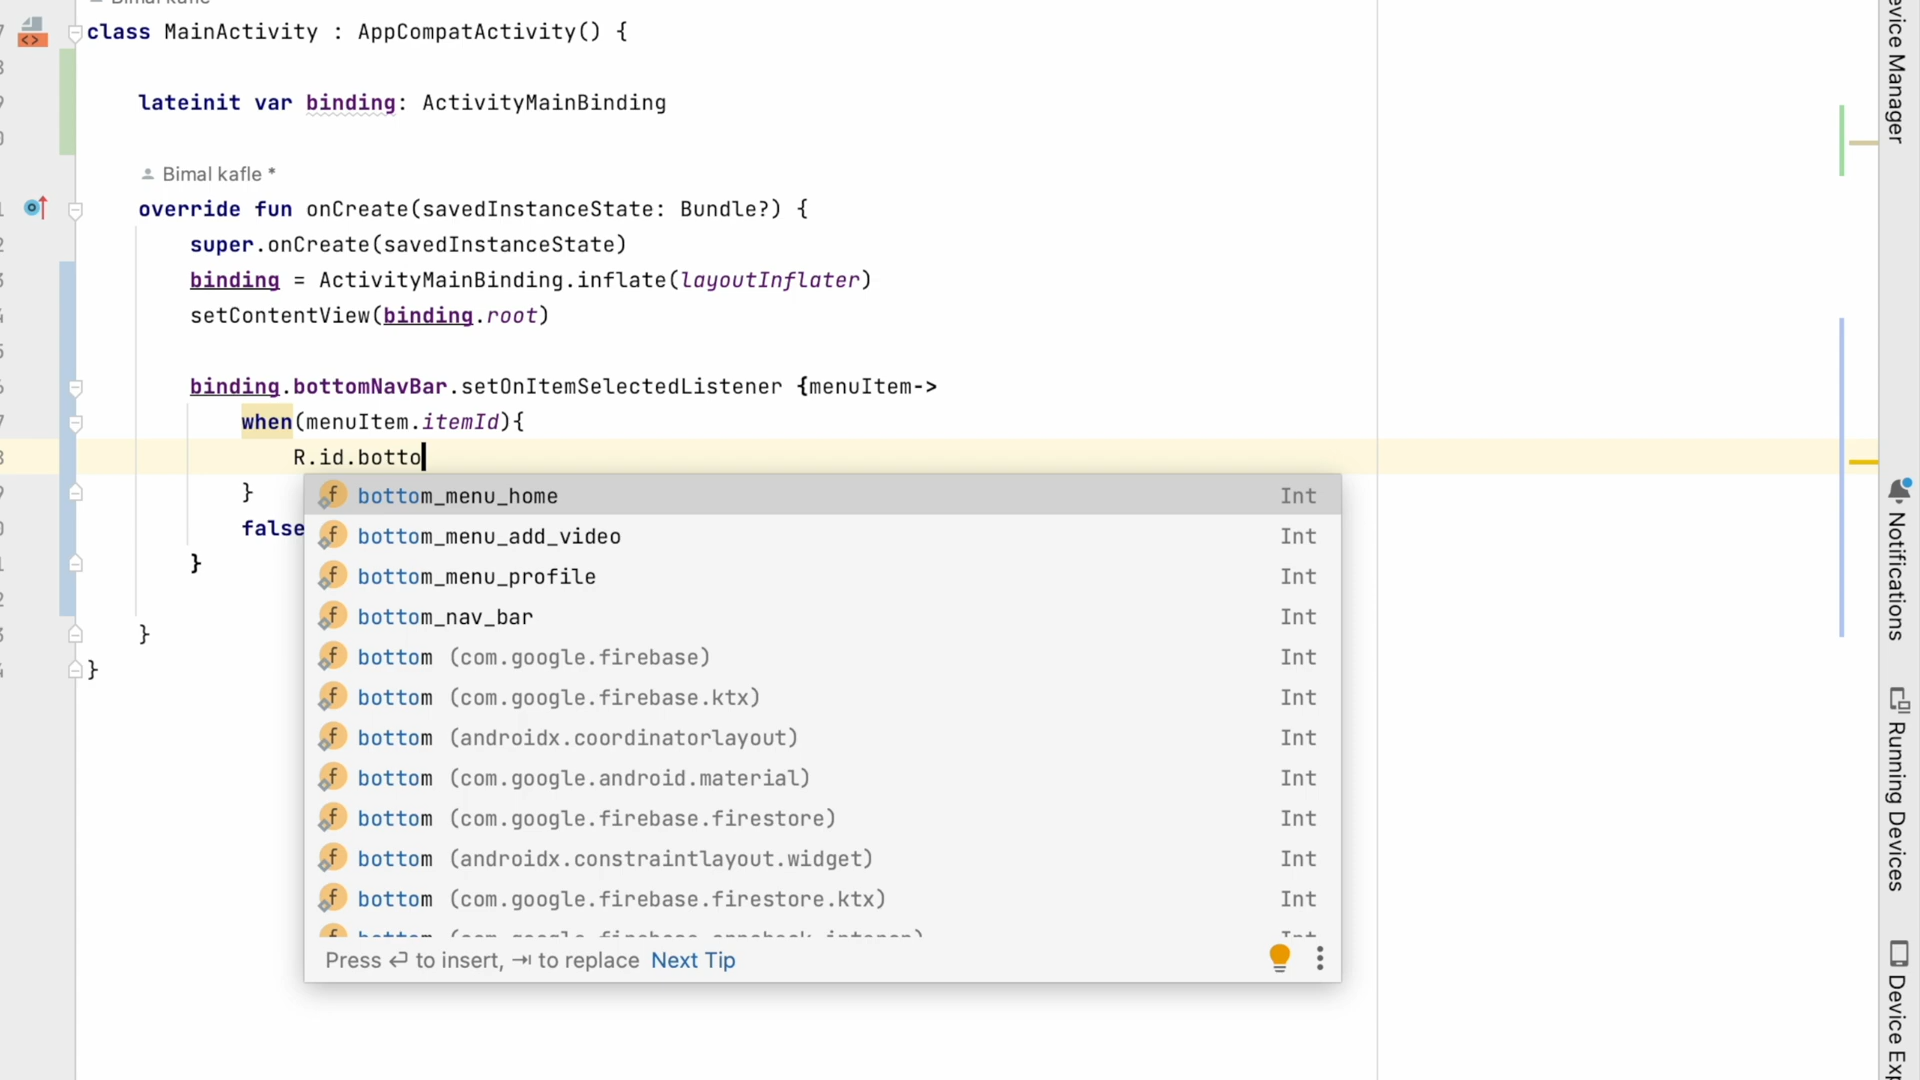 Bimal kafle
class MainActivity : AppCompatActivity() {
lateinit var binding: ActivityMainBinding
Bimal kafle *
override fun onCreate(savedInstanceState: Bundle?) {
super.onCreate(savedInstanceState)
binding = ActivityMainBinding.inflate(layoutInflater)
setContentView(binding.root)
binding.bottomNavBar.setOnItemSelectedListener {menuItem->
when(menuItem.itemId){
R.id.botto
}
false
}
}
}
bottom_menu_home Int
bottom_menu_add_video Int
bottom_menu_profile Int
bottom_nav_bar Int
bottom (com.google.firebase) Int
bottom (com.google.firebase.ktx) Int
bottom (androidx.coordinatorlayout) Int
bottom (com.google.android.material) Int
bottom (com.google.firebase.firestore) Int
bottom (androidx.constraintlayout.widget) Int
bottom (com.google.firebase.firestore.ktx) Int
Press ↩ to insert, ⇥ to replace Next Tip
Manager
Notifications
Running Devices
Device